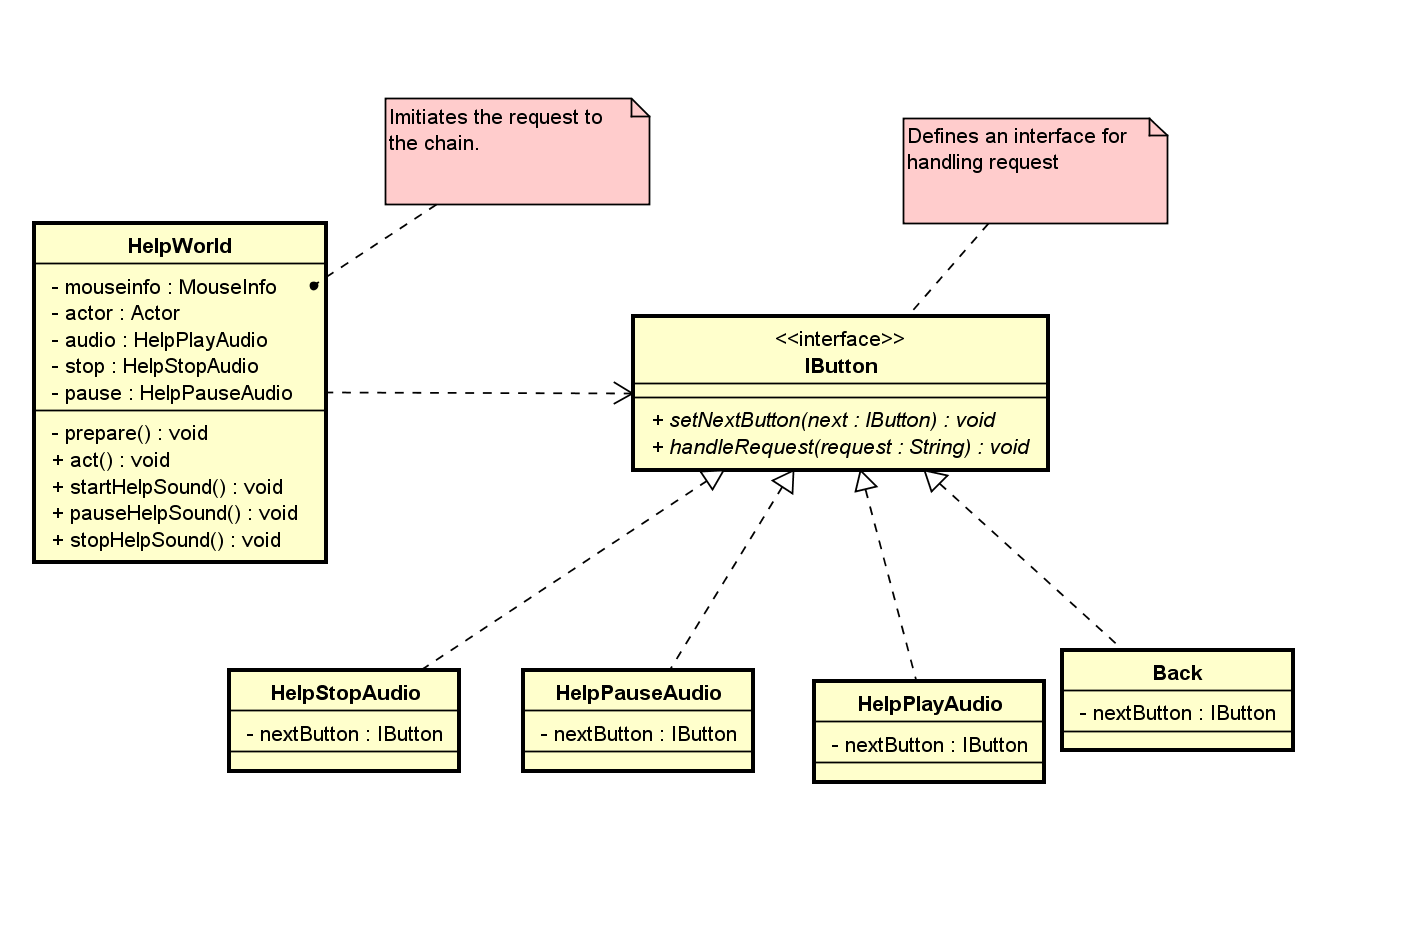 Imitiates the request to
the chain.
Defines an interface for
handling request
HelpWorld
- mouseinfo : MouseInfo
- actor : Actor
- audio : HelpPlayAudio
- stop : HelpStopAudio
- pause : HelpPauseAudio
- prepare() : void
+ act() : void
+ startHelpSound() : void
+ pauseHelpSound() : void
+ stopHelpSound() : void
<<interface>>
IButton
+ setNextButton(next : IButton) : void
+ handleRequest(request : String) : void
HelpStopAudio
- nextButton : IButton
HelpPauseAudio
- nextButton : IButton
HelpPlayAudio
- nextButton : IButton
Back
- nextButton : IButton